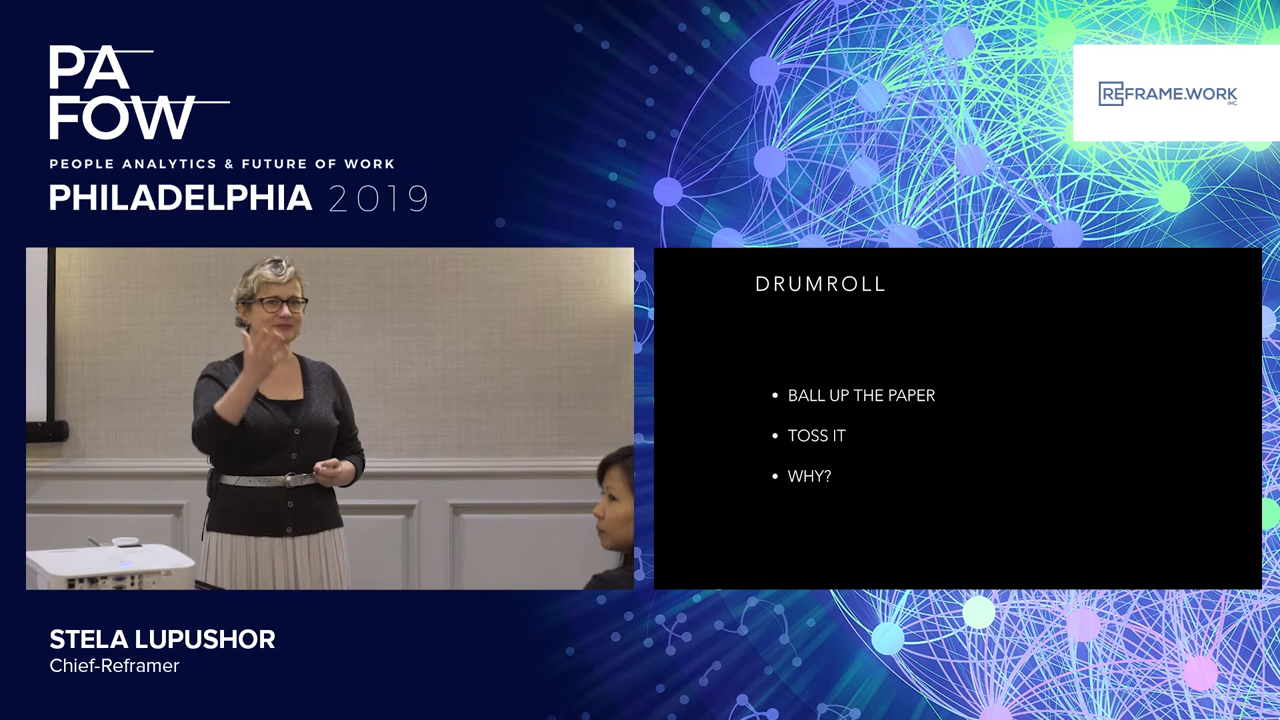 PA
FOW
PEOPLE ANALYTICS & FUTURE OF WORK
PHILADELPHIA 2019
REFRAME.WORK
INC.
DRUMROLL
• BALL UP THE PAPER
• TOSS IT
• WHY?
STELA LUPUSHOR
Chief-Reframer